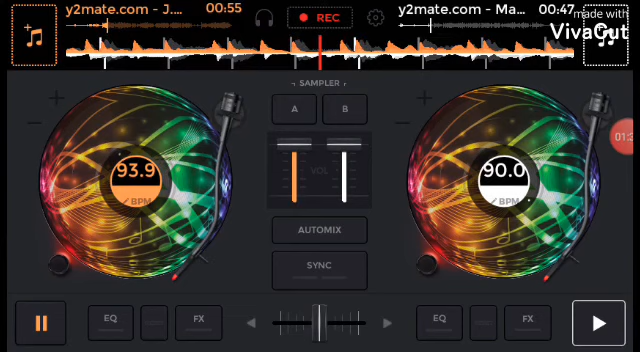 y2mate.com - J.... 00:55
REC
y2mate.com - Ma... 00:47
made with
VivaCut
SAMPLER
A B
93.9
BPM
VOL
90.0
BPM
AUTOMIX
SYNC
EQ FX
EQ FX